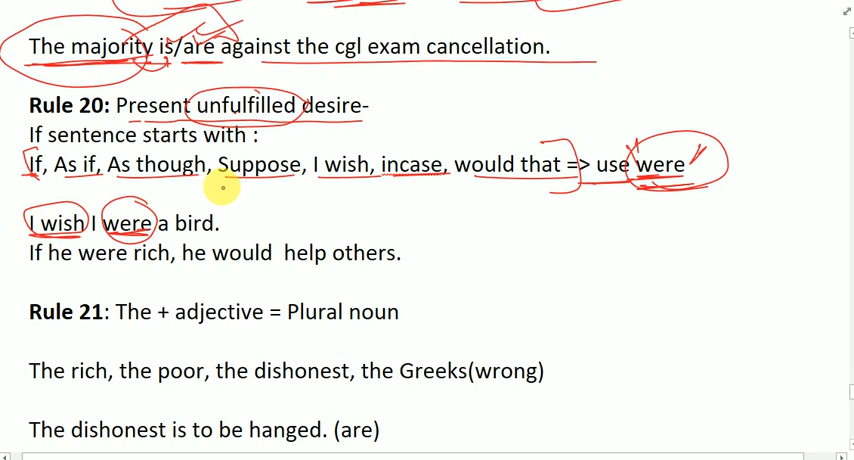 The majority is/are against the cgl exam cancellation.
Rule 20: Present unfulfilled desire-
If sentence starts with :
If, As if, As though, Suppose, I wish, incase, would that => use were
I wish I were a bird.
If he were rich, he would help others.
Rule 21: The + adjective = Plural noun
The rich, the poor, the dishonest, the Greeks(wrong)
The dishonest is to be hanged. (are)